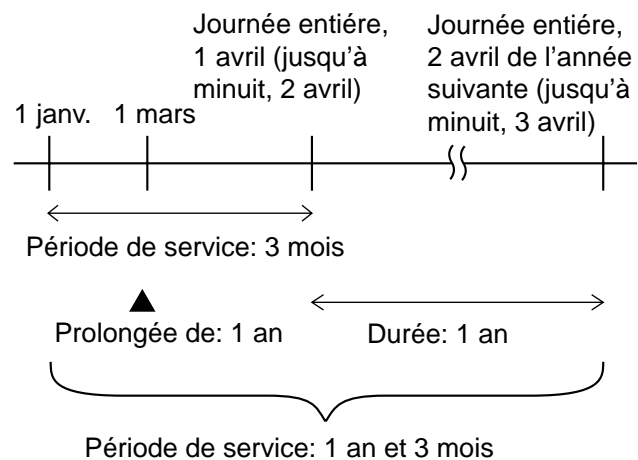 Journée entiére,
1 avril (jusqu'à
minuit, 2 avril)
Journée entiére,
2 avril de l'année
suivante (jusqu'à
minuit, 3 avril)
1 janv.
1 mars
Période de service: 3 mois
Prolongée de: 1 an
Durée: 1 an
Période de service: 1 an et 3 mois